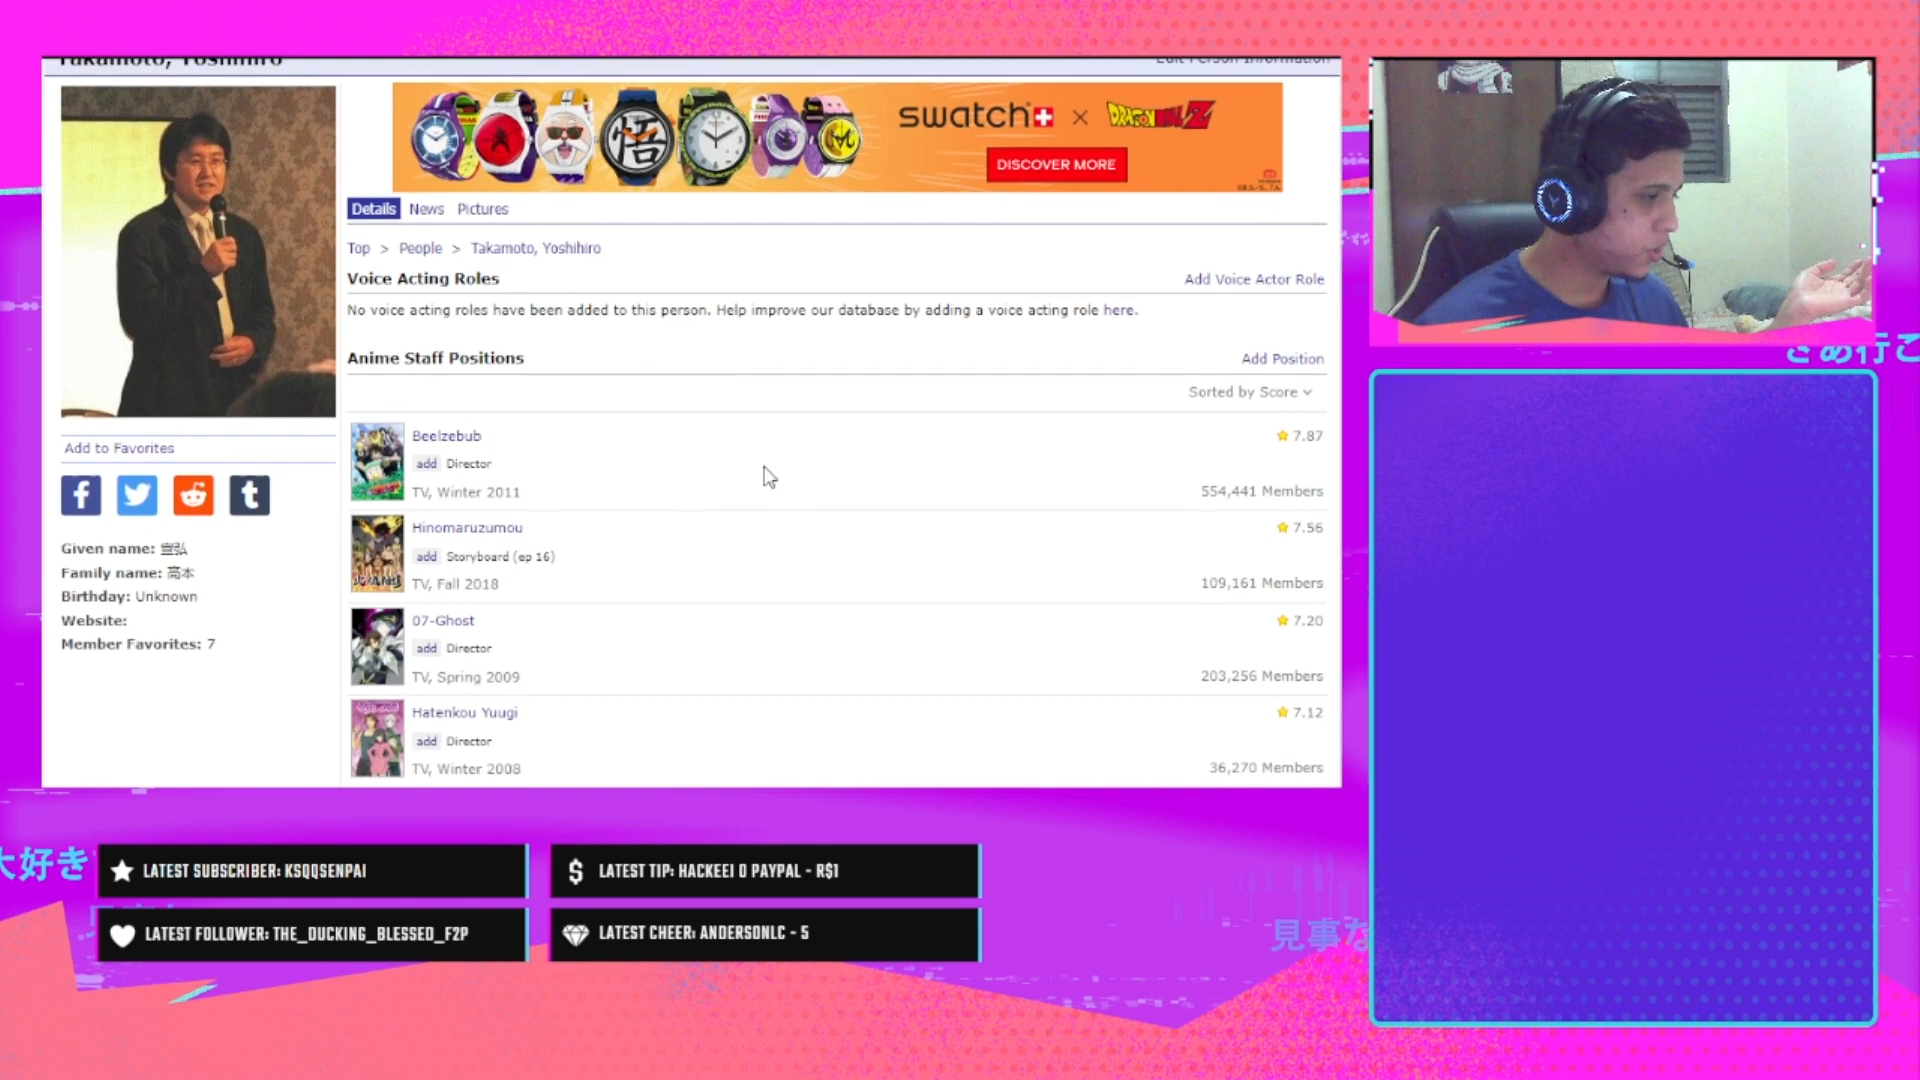 Takamoto, Yoshihiro
Edit Person Information
swatch × DRAGON BALL Z
DISCOVER MORE
Details News Pictures
Top > People > Takamoto, Yoshihiro
Voice Acting Roles
Add Voice Actor Role
No voice acting roles have been added to this person. Help improve our database by adding a voice acting role here.
Anime Staff Positions
Add Position
Sorted by Score
Beelzebub
7.87
add Director
TV, Winter 2011
554,441 Members
Hinomaruzumou
7.56
add Storyboard (ep 16)
TV, Fall 2018
109,161 Members
07-Ghost
7.20
add Director
TV, Spring 2009
203,256 Members
Hatenkou Yuugi
7.12
add Director
TV, Winter 2008
36,270 Members
Add to Favorites
Given name: 宣弘
Family name: 高本
Birthday: Unknown
Website:
Member Favorites: 7
大好き
LATEST SUBSCRIBER: KSQQSENPAI
LATEST TIP: HACKEEI O PAYPAL - R$1
LATEST FOLLOWER: THE_DUCKING_BLESSED_F2P
LATEST CHEER: ANDERSONLC - 5
見事な